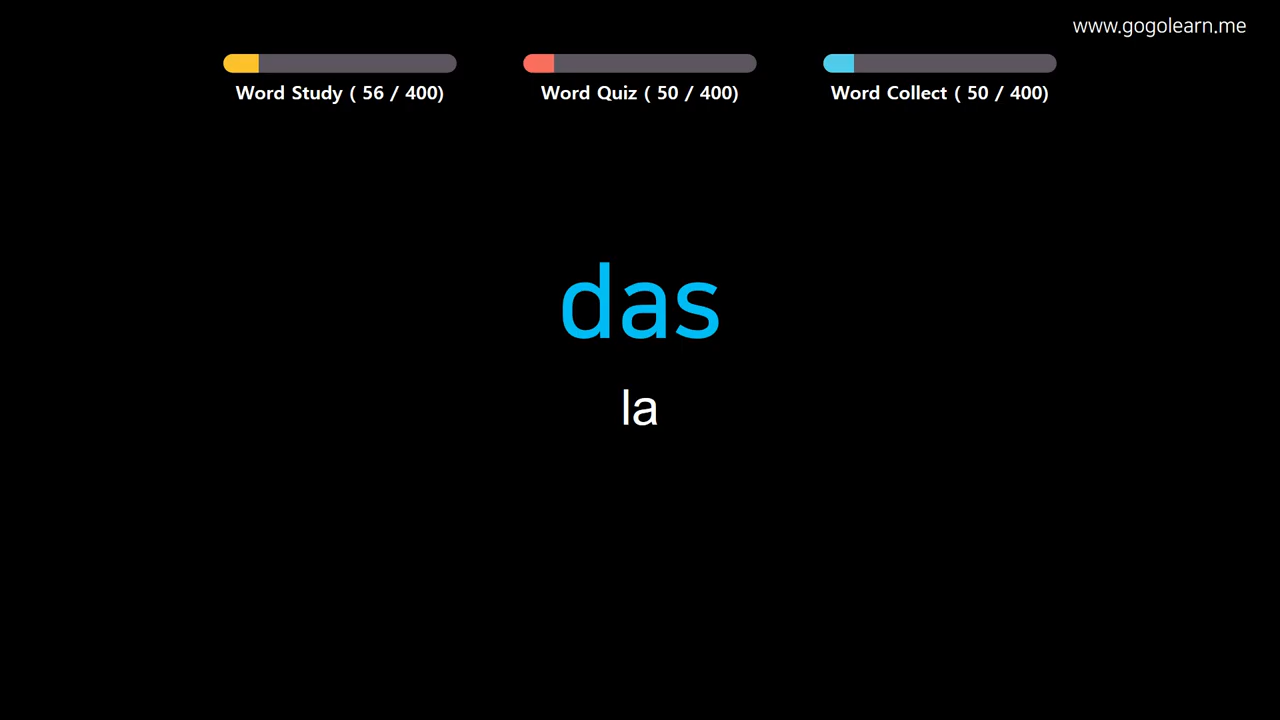 www.gogolearn.me
Word Study ( 56 / 400)
Word Quiz ( 50 / 400)
Word Collect ( 50 / 400)
das
la